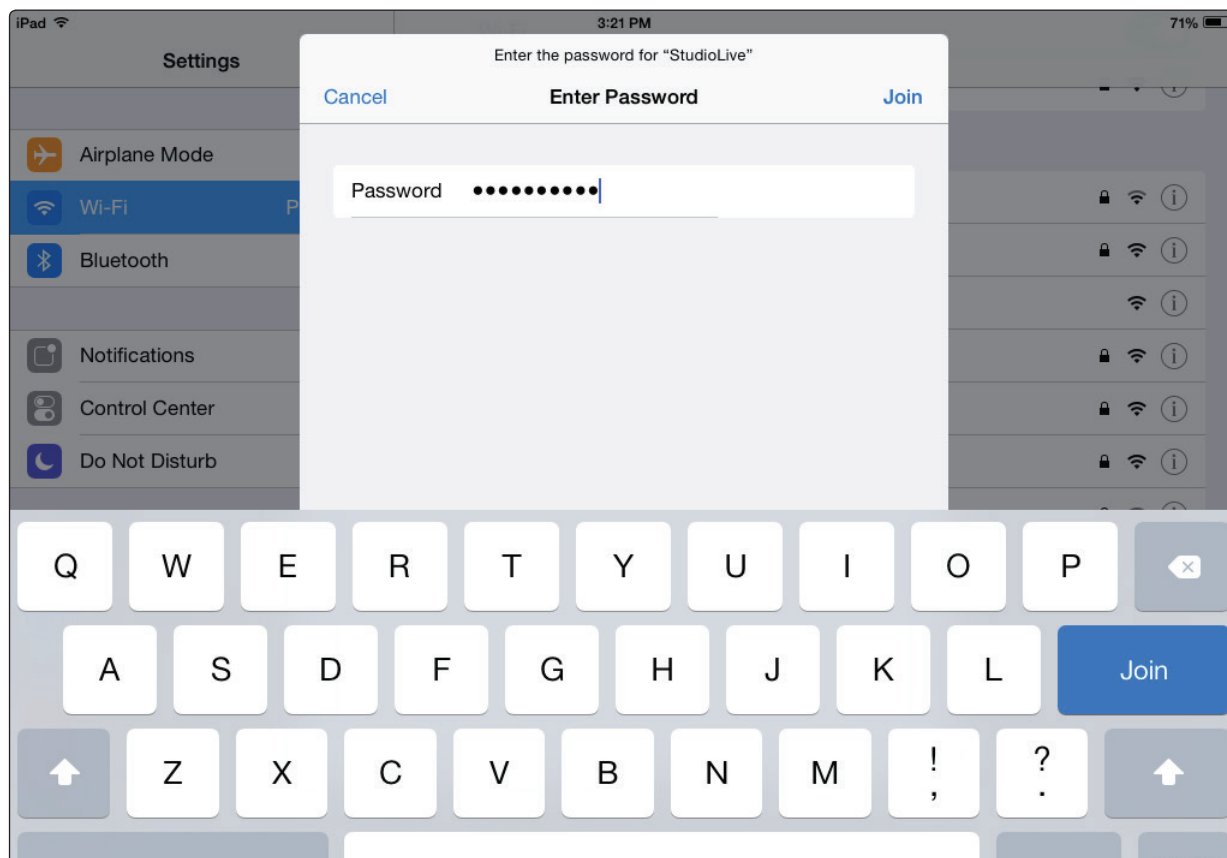 iPad 3:21 PM 71%
Settings
Enter the password for “StudioLive”
Cancel Enter Password Join
Airplane Mode
Password ••••••••••
Wi-Fi P
Bluetooth
Notifications
Control Center
Do Not Disturb
Q W E R T Y U I O P
A S D F G H J K L Join
Z X C V B N M ! , ? .